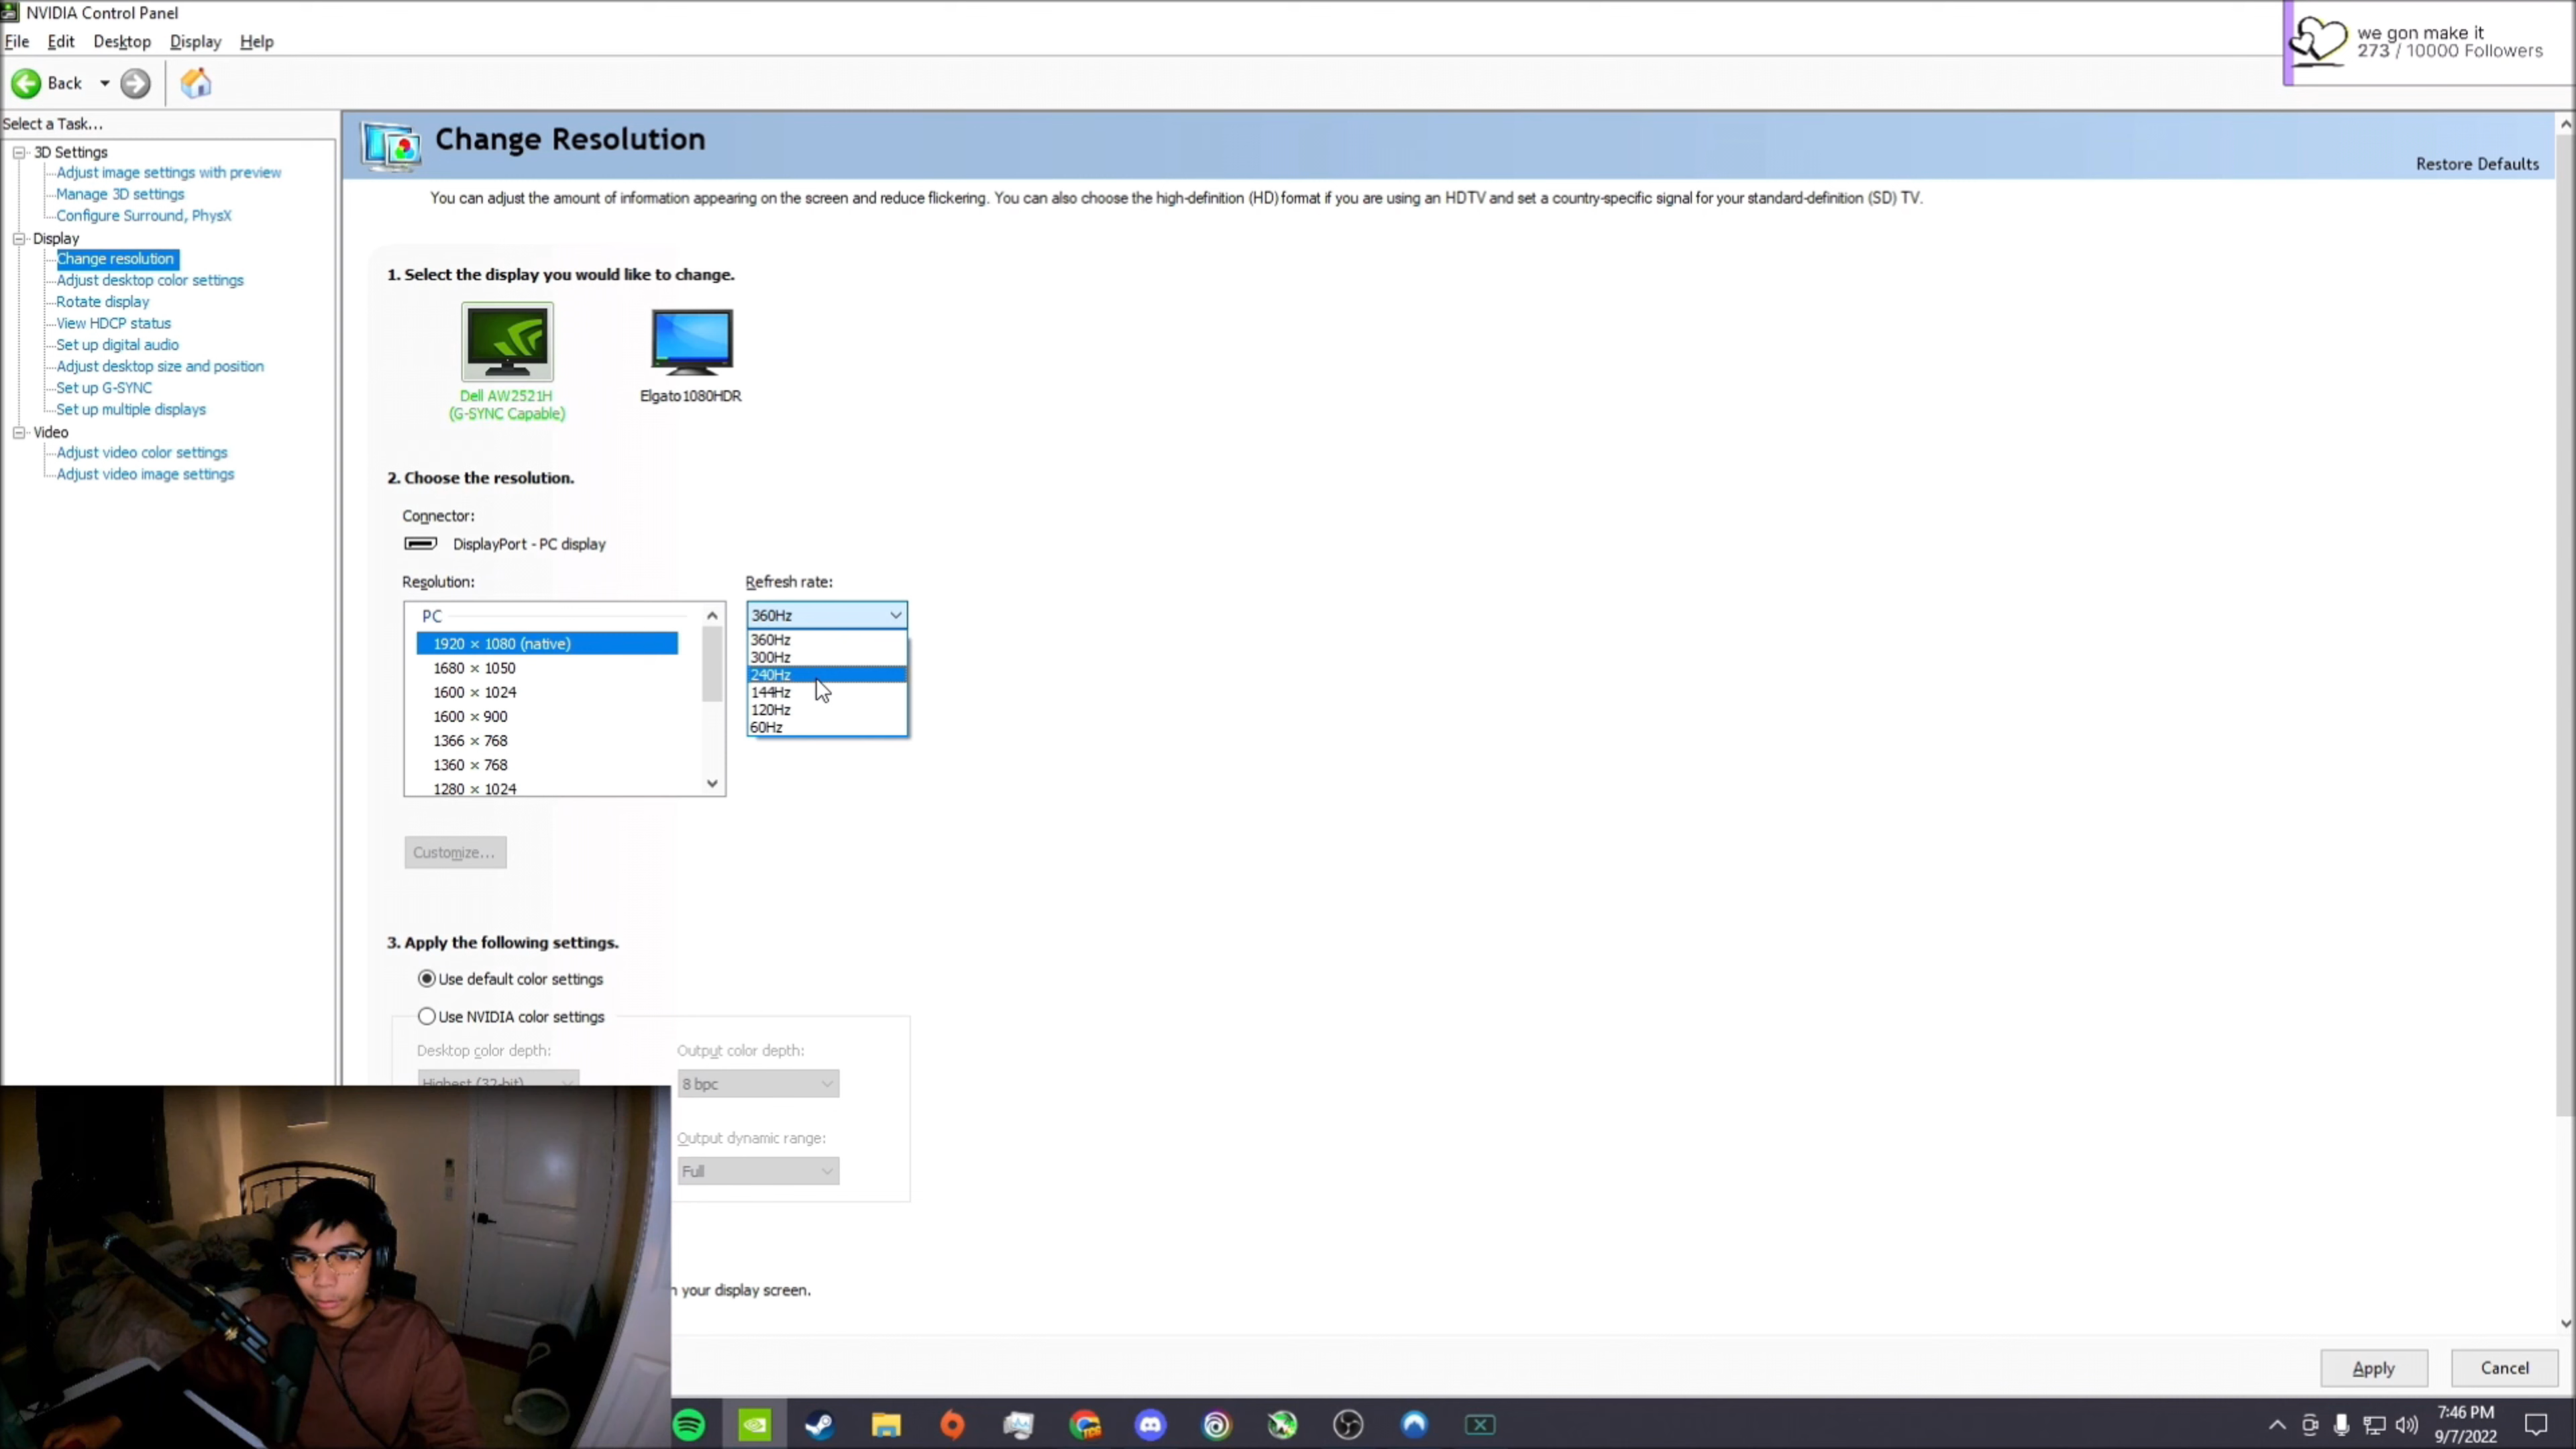 NVIDIA Control Panel
File Edit Desktop Display Help
we gon make it
273 / 10000 Followers
Back
Select a Task...
3D Settings
Adjust image settings with preview
Manage 3D settings
Configure Surround, PhysX
Display
Change resolution
Adjust desktop color settings
Rotate display
View HDCP status
Set up digital audio
Adjust desktop size and position
Set up G-SYNC
Set up multiple displays
Video
Adjust video color settings
Adjust video image settings
Change Resolution
Restore Defaults
You can adjust the amount of information appearing on the screen and reduce flickering. You can also choose the high-definition (HD) format if you are using an HDTV and set a country-specific signal for your standard-definition (SD) TV.
1. Select the display you would like to change.
Dell AW2521H
(G-SYNC Capable)
Elgato1080HDR
2. Choose the resolution.
Connector:
DisplayPort - PC display
Resolution:
PC
1920 × 1080 (native)
1680 × 1050
1600 × 1024
1600 × 900
1366 × 768
1360 × 768
1280 × 1024
Refresh rate:
360Hz
360Hz
300Hz
240Hz
144Hz
120Hz
60Hz
Customize...
3. Apply the following settings.
Use default color settings
Use NVIDIA color settings
Desktop color depth:
Highest (32-bit)
Output color depth:
8 bpc
Output dynamic range:
Full
n your display screen.
Apply
Cancel
7:46 PM
9/7/2022